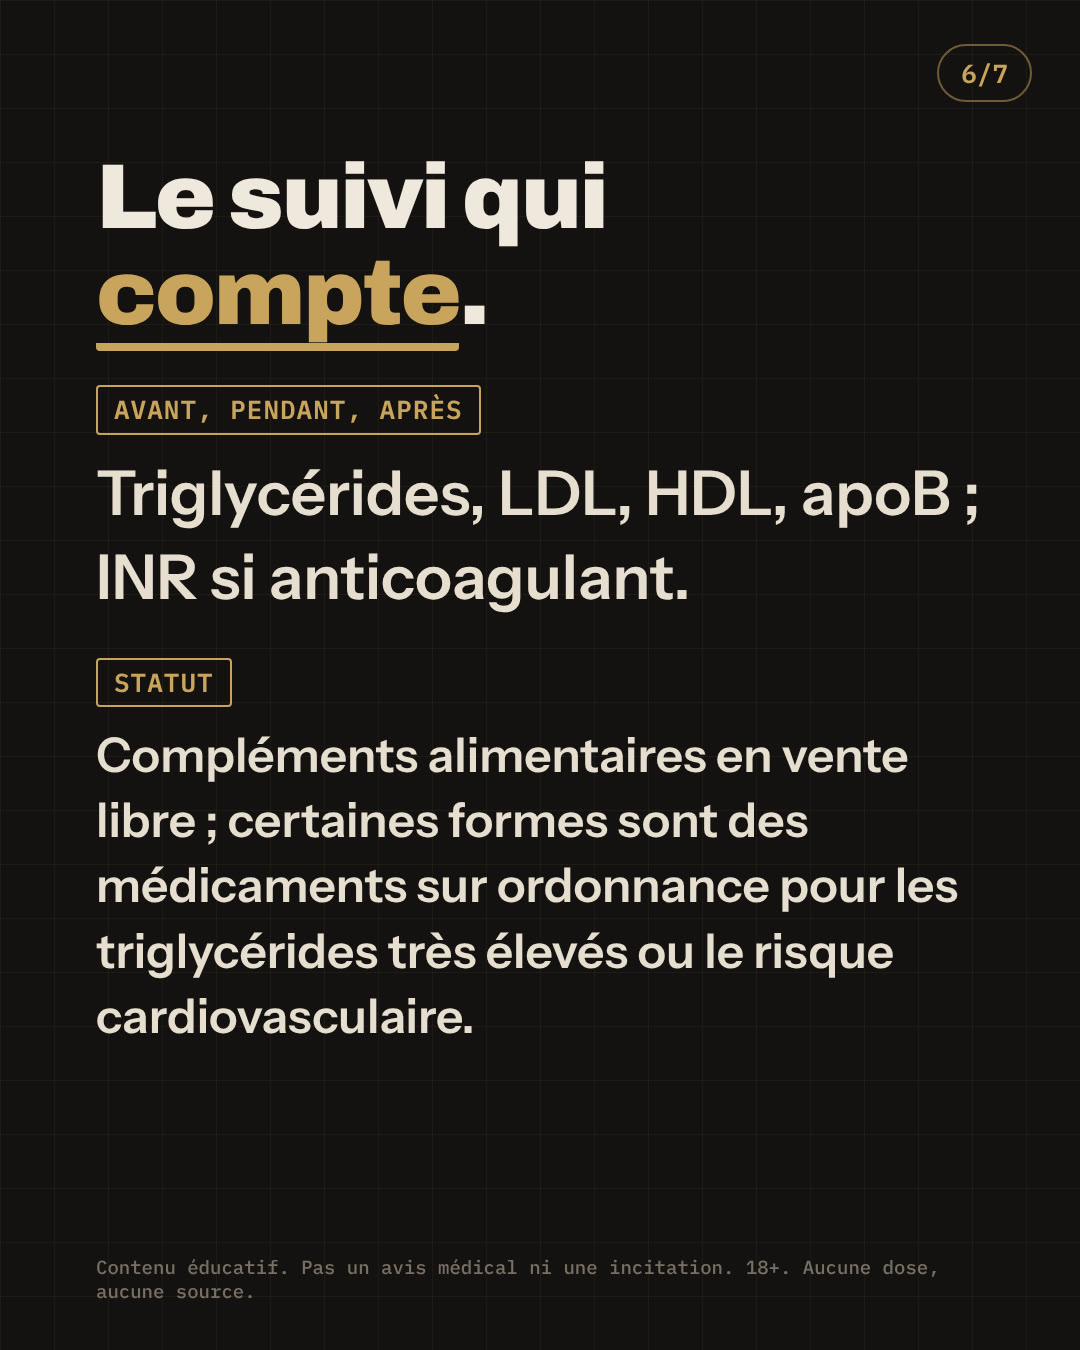 6/7
Le suivi qui
compte.
AVANT, PENDANT, APRÈS
Triglycérides, LDL, HDL, apoB ;
INR si anticoagulant.
STATUT
Compléments alimentaires en vente
libre ; certaines formes sont des
médicaments sur ordonnance pour les
triglycérides très élevés ou le risque
cardiovasculaire.
Contenu éducatif. Pas un avis médical ni une incitation. 18+. Aucune dose,
aucune source.